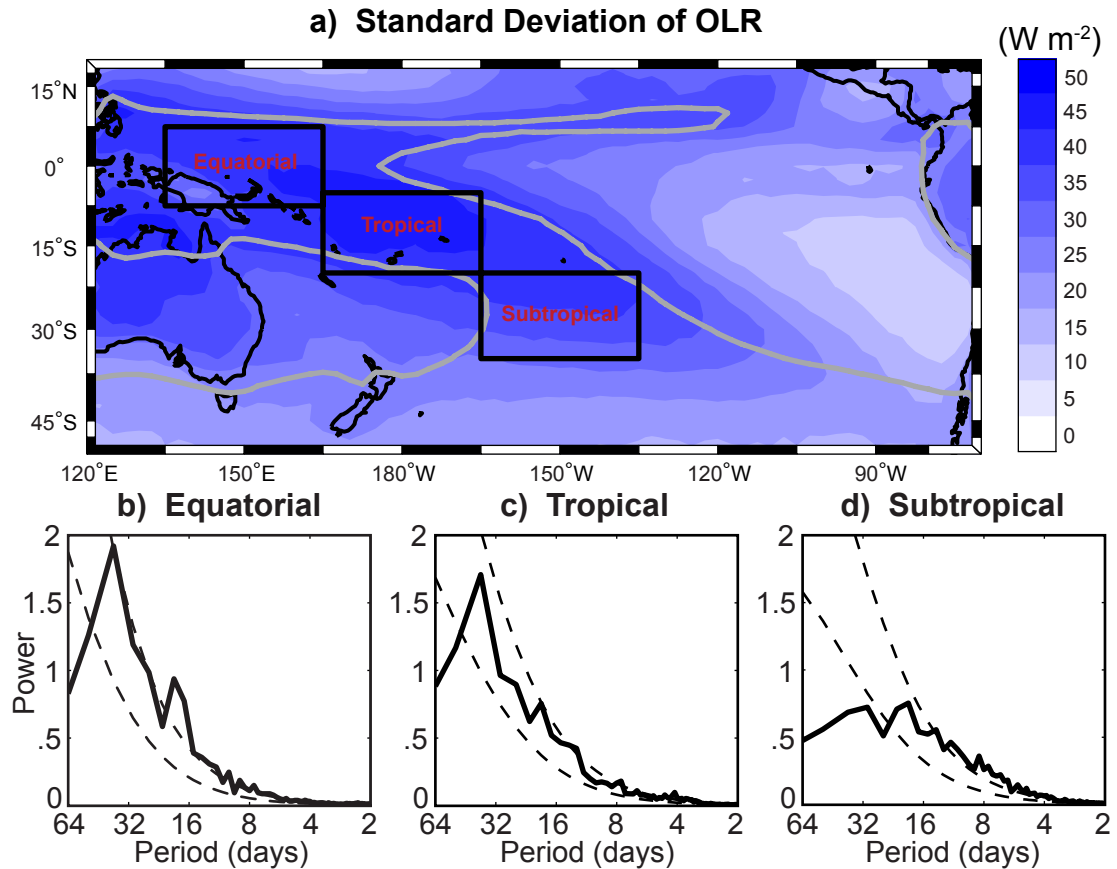 a) Standard Deviation of OLR
(W m-2)
15˚N
0˚
15˚S
30˚S
45˚S
120˚E
150˚E
180˚W
150˚W
120˚W
90˚W
Equatorial
Tropical
Subtropical
50
45
40
35
30
25
20
15
10
5
0
b) Equatorial
c) Tropical
d) Subtropical
Power
2
1.5
1
.5
0
64
32
16
8
4
2
Period (days)
2
1.5
1
.5
0
64
32
16
8
4
2
Period (days)
2
1.5
1
.5
0
64
32
16
8
4
2
Period (days)